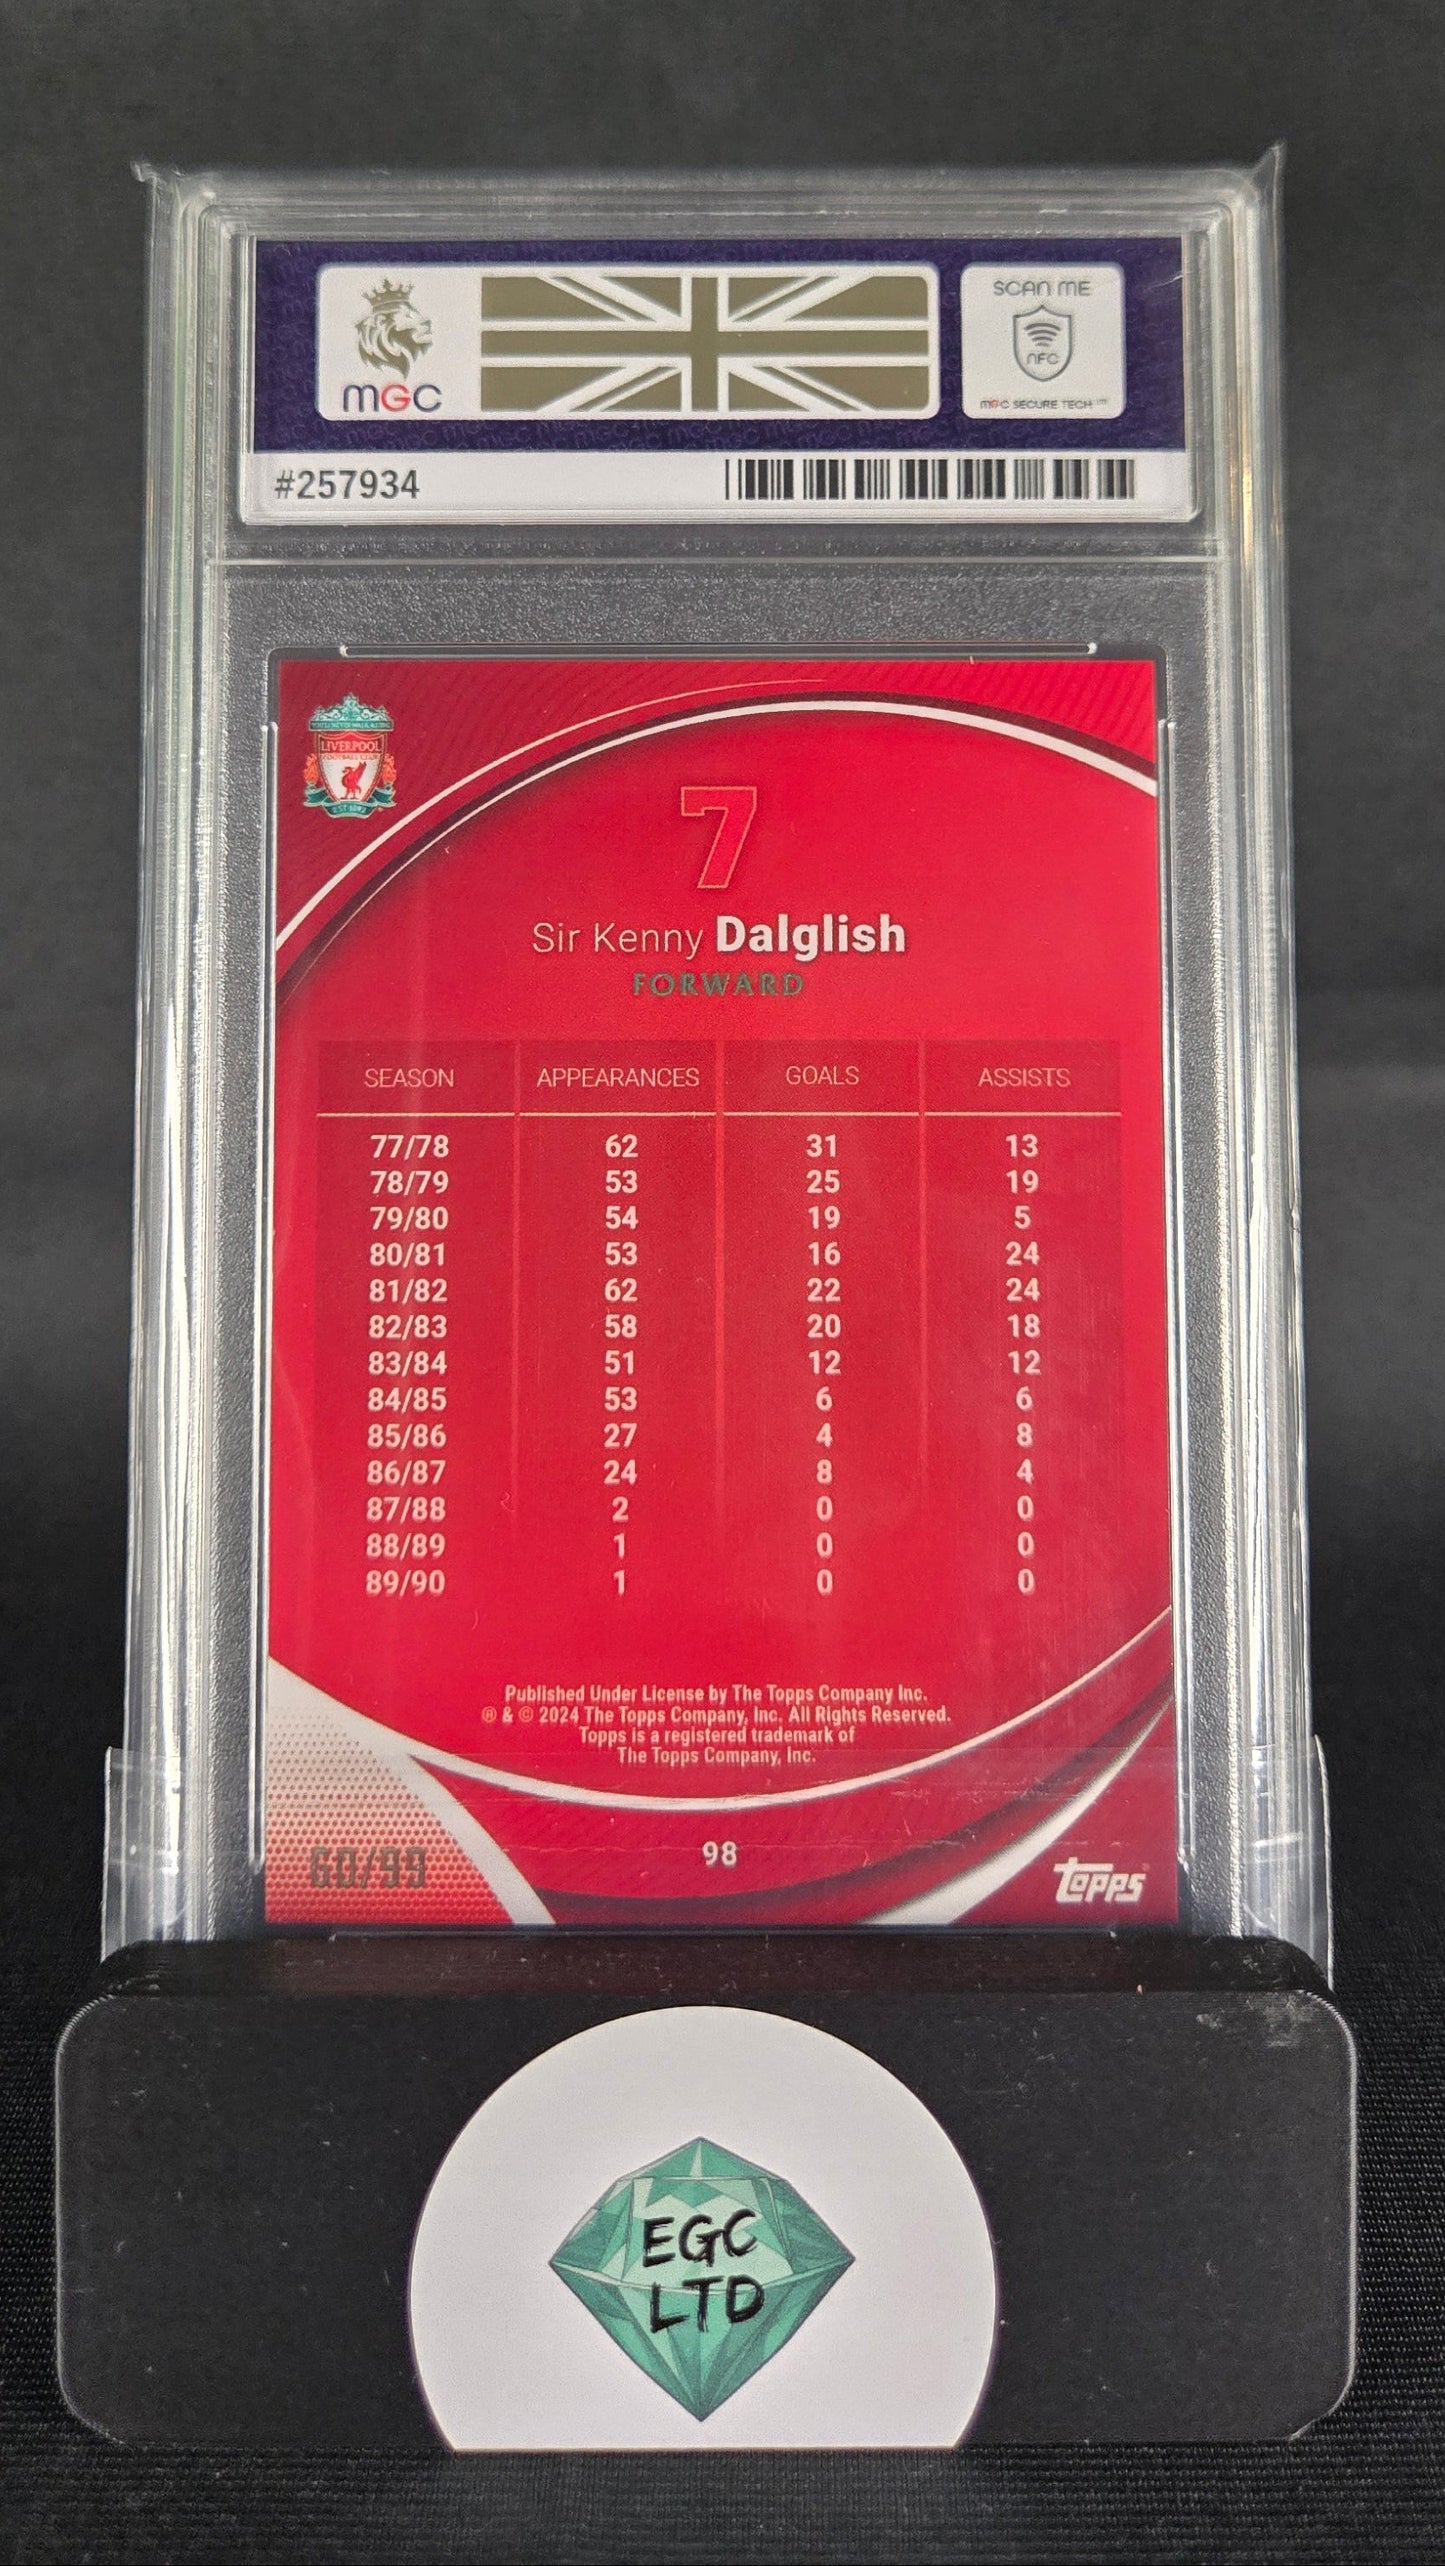 MGC
SCAN ME
NFC
MGC SECURE TECH™
#257934
LIVERPOOL
FOOTBALL CLUB
EST 1892
7
Sir Kenny Dalglish
FORWARD
SEASON APPEARANCES GOALS ASSISTS
77/78 62 31 13
78/79 53 25 19
79/80 54 19 5
80/81 53 16 24
81/82 62 22 24
82/83 58 20 18
83/84 51 12 12
84/85 53 6 6
85/86 27 4 8
86/87 24 8 4
87/88 2 0 0
88/89 1 0 0
89/90 1 0 0
Published Under License by The Topps Company Inc.
® & © 2024 The Topps Company, Inc. All Rights Reserved.
Topps is a registered trademark of
The Topps Company, Inc.
98
60/99
Topps
EGC
LTD